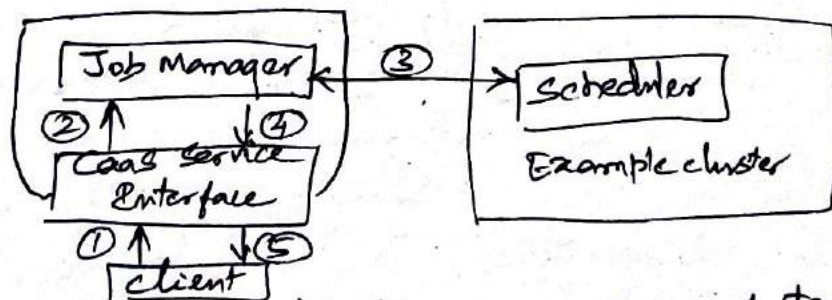 Job Manager
③
Scheduler
② ④
Caas Service
Interface
Example cluster
① ⑤
client